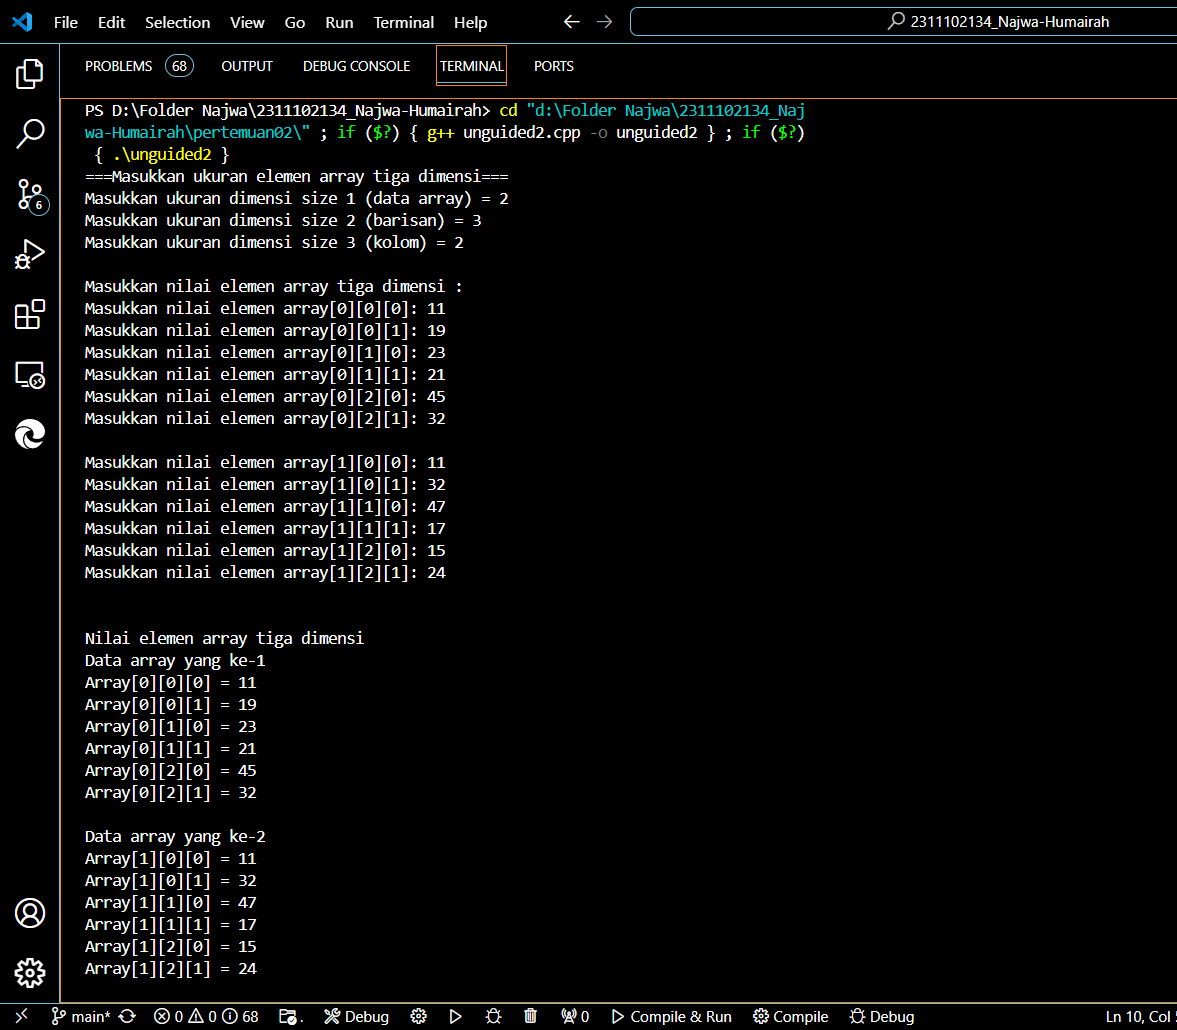 File Edit Selection View Go Run Terminal Help 2311102134_Najwa-Humairah
PROBLEMS 68 OUTPUT DEBUG CONSOLE TERMINAL PORTS
PS D:\Folder Najwa\2311102134_Najwa-Humairah> cd "d:\Folder Najwa\2311102134_Naj
wa-Humairah\pertemuan02\" ; if ($?) { g++ unguided2.cpp -o unguided2 } ; if ($?)
{ .\unguided2 }
===Masukkan ukuran elemen array tiga dimensi===
Masukkan ukuran dimensi size 1 (data array) = 2
Masukkan ukuran dimensi size 2 (barisan) = 3
Masukkan ukuran dimensi size 3 (kolom) = 2
Masukkan nilai elemen array tiga dimensi :
Masukkan nilai elemen array[0][0][0]: 11
Masukkan nilai elemen array[0][0][1]: 19
Masukkan nilai elemen array[0][1][0]: 23
Masukkan nilai elemen array[0][1][1]: 21
Masukkan nilai elemen array[0][2][0]: 45
Masukkan nilai elemen array[0][2][1]: 32
Masukkan nilai elemen array[1][0][0]: 11
Masukkan nilai elemen array[1][0][1]: 32
Masukkan nilai elemen array[1][1][0]: 47
Masukkan nilai elemen array[1][1][1]: 17
Masukkan nilai elemen array[1][2][0]: 15
Masukkan nilai elemen array[1][2][1]: 24
Nilai elemen array tiga dimensi
Data array yang ke-1
Array[0][0][0] = 11
Array[0][0][1] = 19
Array[0][1][0] = 23
Array[0][1][1] = 21
Array[0][2][0] = 45
Array[0][2][1] = 32
Data array yang ke-2
Array[1][0][0] = 11
Array[1][0][1] = 32
Array[1][1][0] = 47
Array[1][1][1] = 17
Array[1][2][0] = 15
Array[1][2][1] = 24
6
main* 0 0 68 . Debug 0 Compile & Run Compile Debug Ln 10, Col